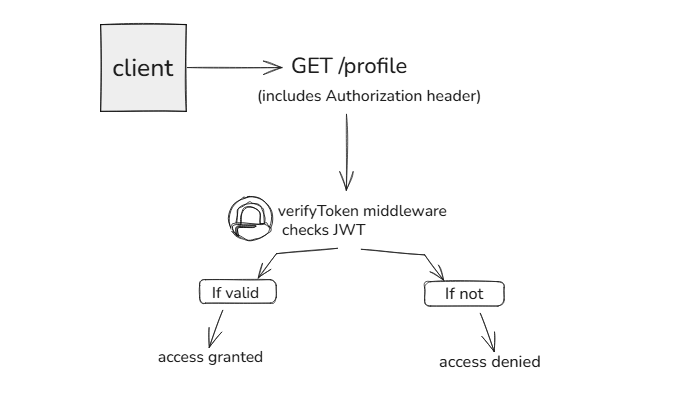 client
GET /profile
(includes Authorization header)
verifyToken middleware
checks JWT
If valid
If not
access granted
access denied